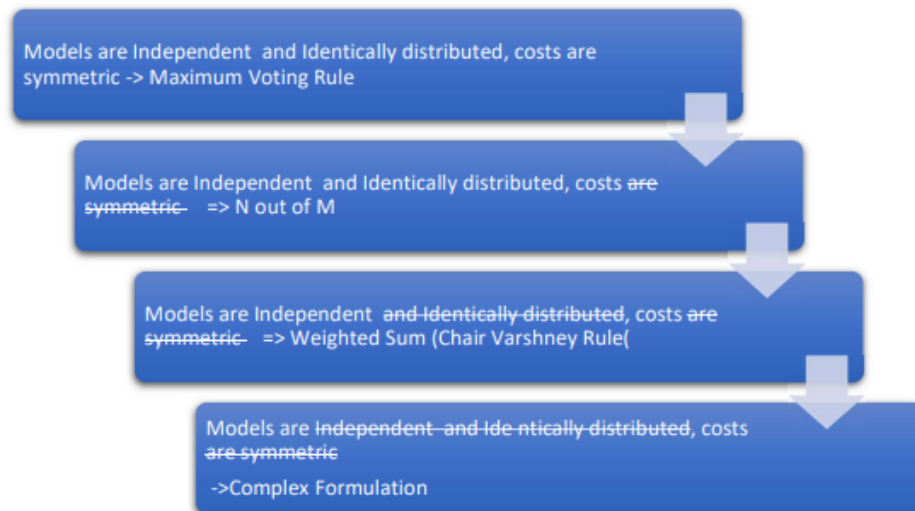 Models are Independent  and Identically distributed, costs are
symmetric -> Maximum Voting Rule
Models are Independent  and Identically distributed, costs are
symmetric   => N out of M
Models are Independent  and Identically distributed, costs are
symmetric   => Weighted Sum (Chair Varshney Rule(
Models are Independent  and Ide ntically distributed, costs
are symmetric
->Complex Formulation